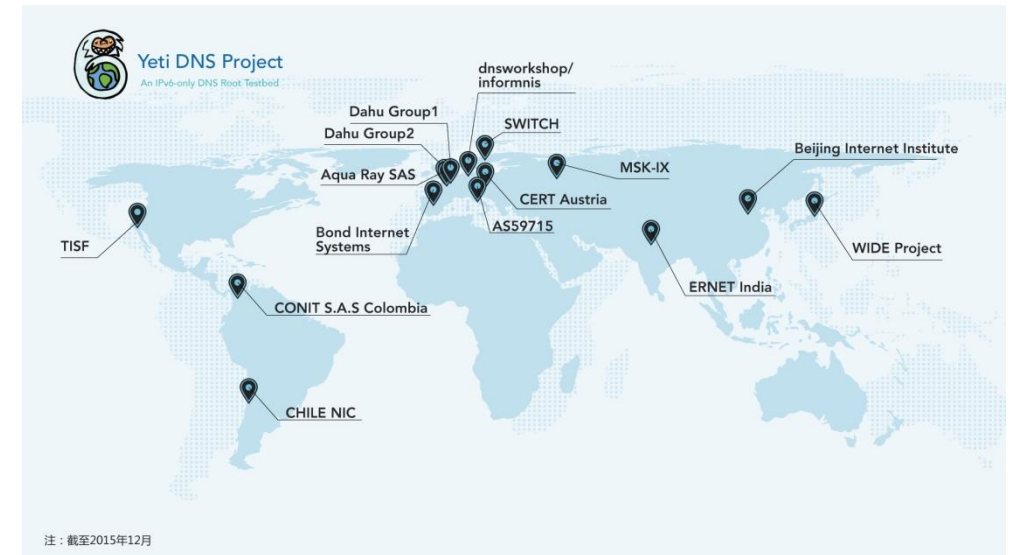 Yeti DNS Project
An IPv6-only DNS Root Testbed
dnsworkshop/
informnis
Dahu Group1
SWITCH
Dahu Group2
Beijing Internet Institute
MSK-IX
Aqua Ray SAS
CERT Austria
AS59715
Bond Internet
Systems
TISF
WIDE Project
ERNET India
CONIT S.A.S Colombia
CHILE NIC
注：截至2015年12月